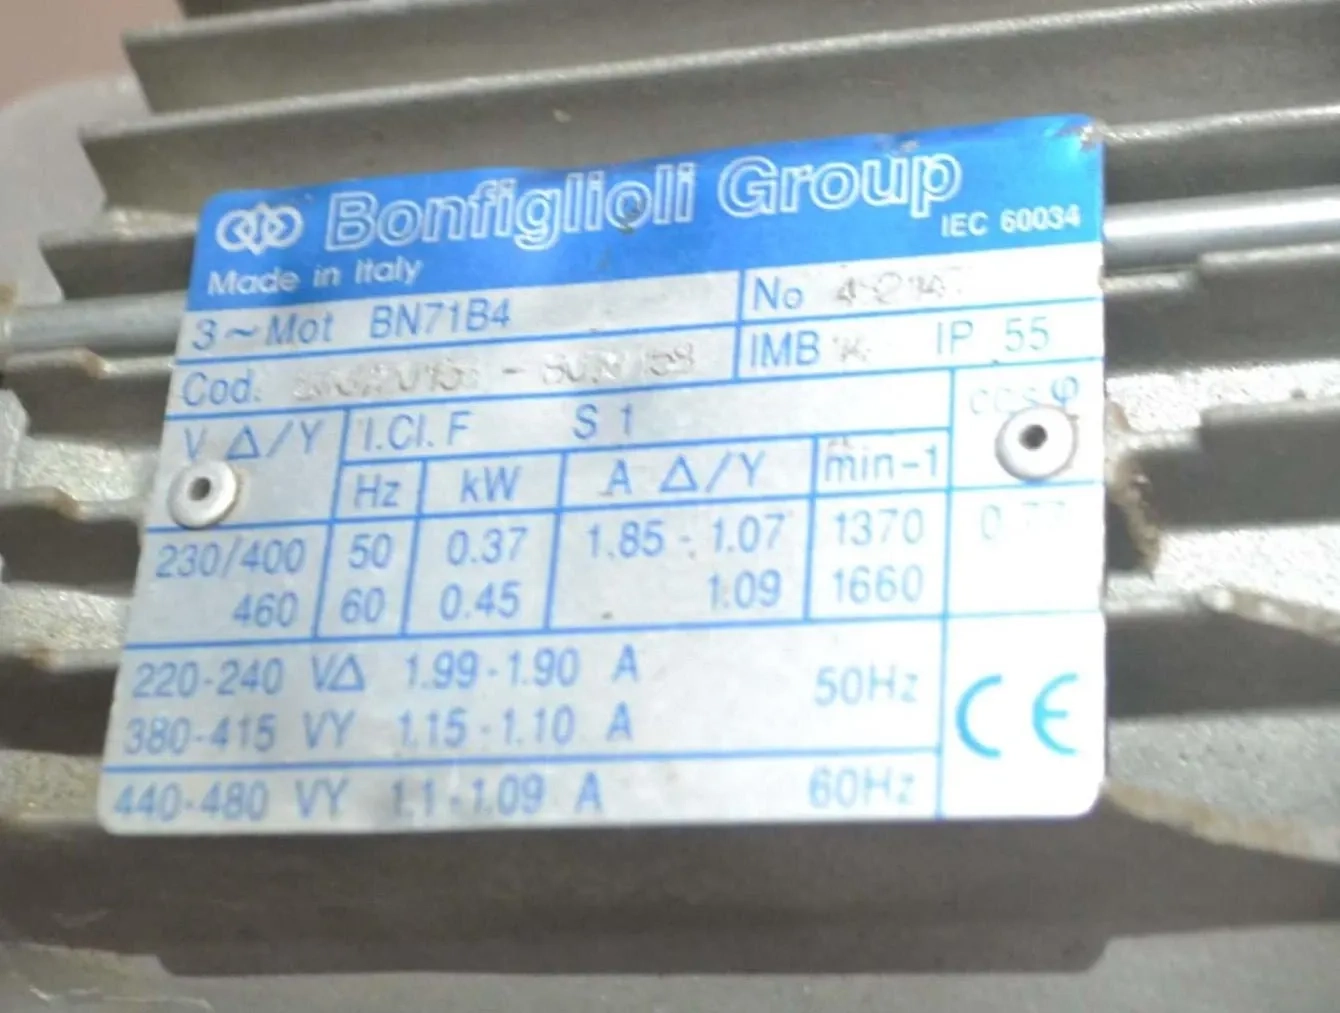 Bonfiglioli Group
IEC 60034
Made in Italy
3~Mot BN71B4
No
Cod.
IMB IP 55
V Δ/Y
I.Cl. F S 1
cos φ
Hz kW A Δ/Y min-1
230/400 50 0.37 1.85 - 1.07 1370
460 60 0.45 1.09 1660
220-240 VΔ 1.99-1.90 A 50Hz
380-415 VY 1.15-1.10 A
440-480 VY 1.1-1.09 A 60Hz
CE